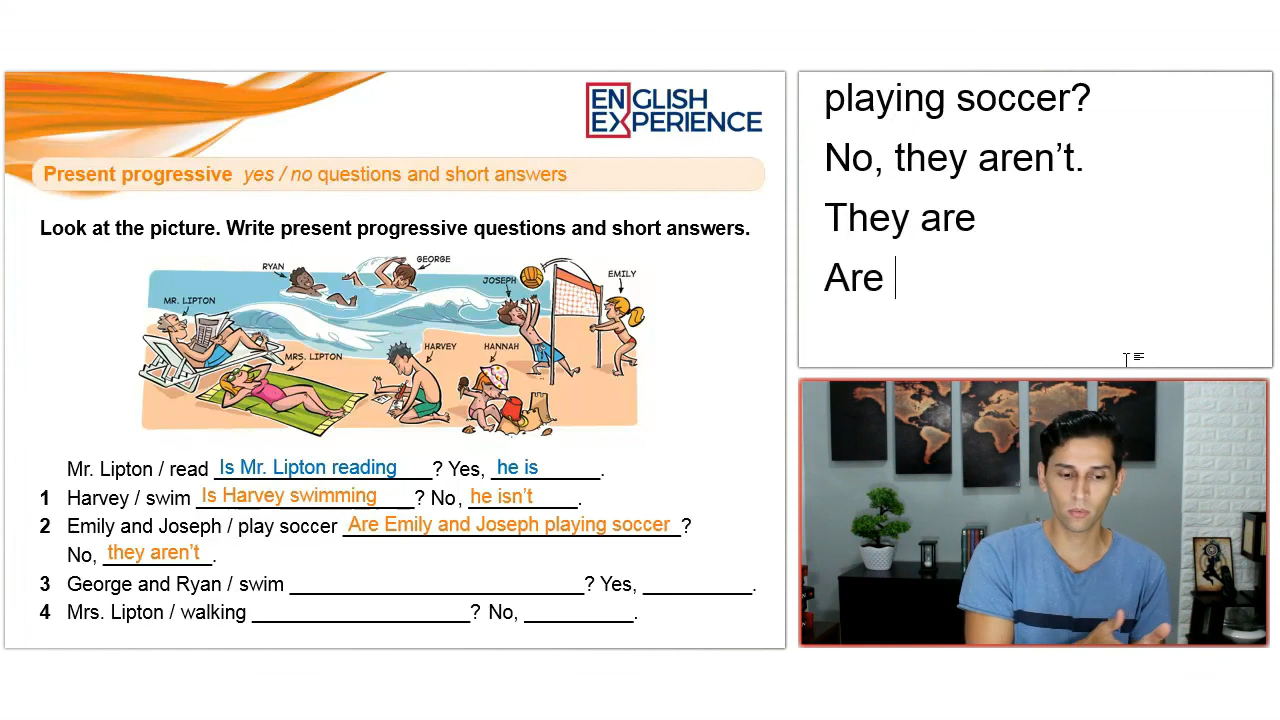 ENGLISH
EXPERIENCE
Present progressive yes / no questions and short answers
Look at the picture. Write present progressive questions and short answers.
RYAN
GEORGE
JOSEPH
EMILY
MR. LIPTON
MRS. LIPTON
HARVEY
HANNAH
Mr. Lipton / read Is Mr. Lipton reading ? Yes, he is .
1 Harvey / swim Is Harvey swimming ? No, he isn’t .
2 Emily and Joseph / play soccer Are Emily and Joseph playing soccer ?
No, they aren’t .
3 George and Ryan / swim ____ ? Yes, ____ .
4 Mrs. Lipton / walking ____ ? No, ____ .
playing soccer?
No, they aren’t.
They are
Are